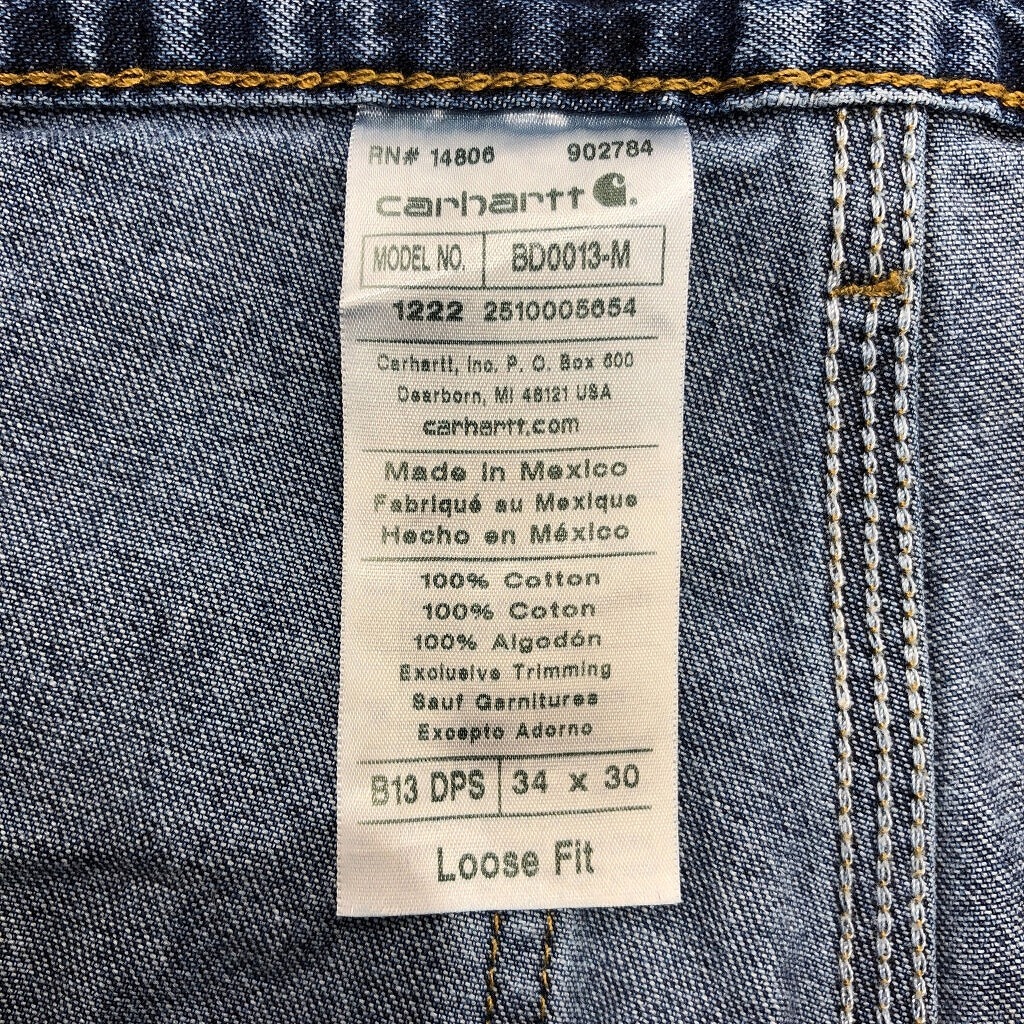 RN# 14806 902784
carhartt
MODEL NO. BD0013-M
1222 2510005654
Carhartt, Inc. P. O. Box 600
Dearborn, MI 48121 USA
carhartt.com
Made in Mexico
Fabriqué au Mexique
Hecho en México
100% Cotton
100% Coton
100% Algodón
Exclusive Trimming
Sauf Garnitures
Excepto Adorno
B13 DPS 34 x 30
Loose Fit